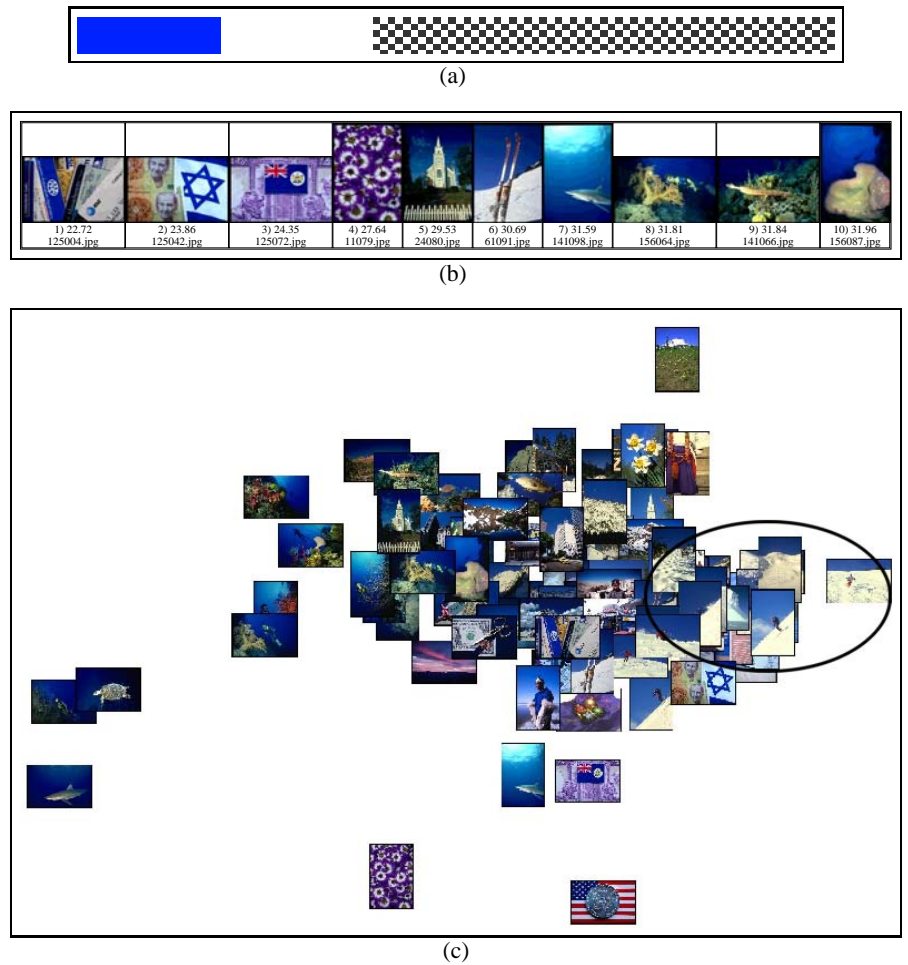 (a)
1) 22.72
125004.jpg
2) 23.86
125042.jpg
3) 24.35
125072.jpg
4) 27.64
11079.jpg
5) 29.53
24080.jpg
6) 30.69
61091.jpg
7) 31.59
141098.jpg
8) 31.81
156064.jpg
9) 31.84
141066.jpg
10) 31.96
156087.jpg
(b)
(c)